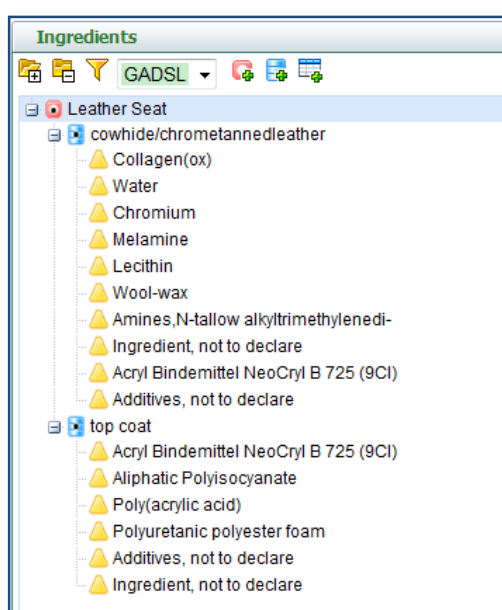 Ingredients
GADSL
Leather Seat
cowhide/chrometannedleather
Collagen(ox)
Water
Chromium
Melamine
Lecithin
Wool-wax
Amines,N-tallow alkyltrimethylenedi-
Ingredient, not to declare
Acryl Bindemittel NeoCryl B 725 (9CI)
Additives, not to declare
top coat
Acryl Bindemittel NeoCryl B 725 (9CI)
Aliphatic Polyisocyanate
Poly(acrylic acid)
Polyuretanic polyester foam
Additives, not to declare
Ingredient, not to declare